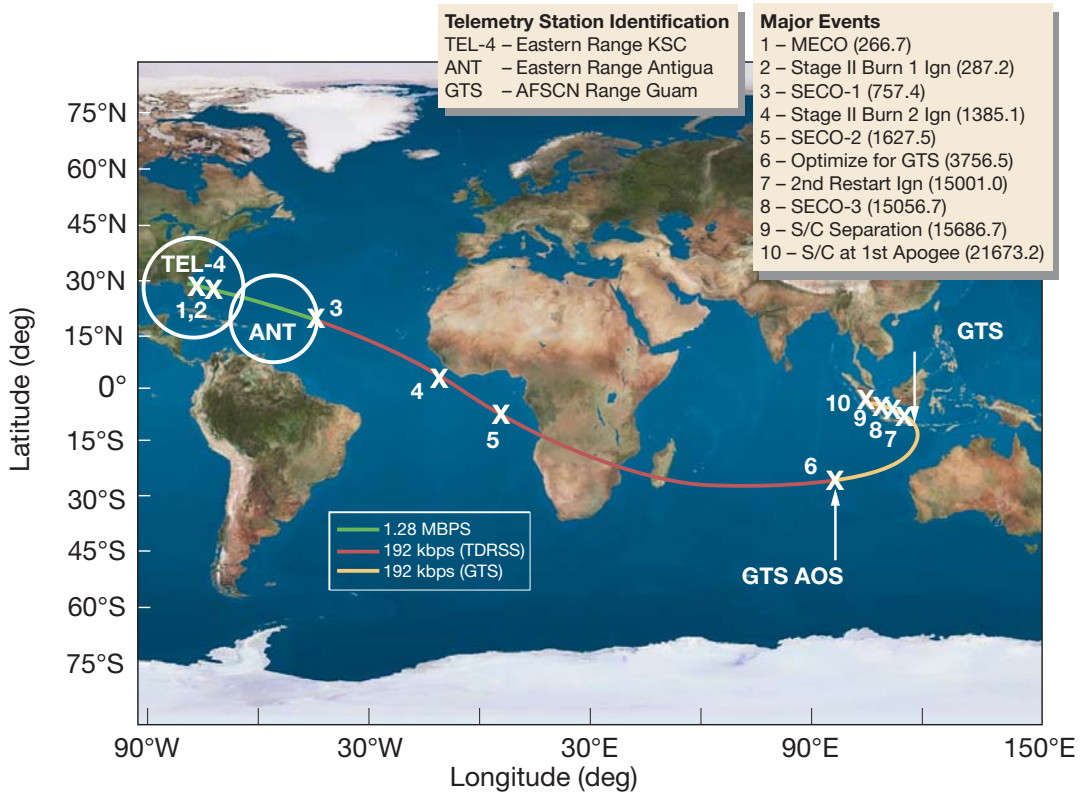 Telemetry Station Identification
TEL-4 – Eastern Range KSC
ANT – Eastern Range Antigua
GTS – AFSCN Range Guam
Major Events
1 – MECO (266.7)
2 – Stage II Burn 1 Ign (287.2)
3 – SECO-1 (757.4)
4 – Stage II Burn 2 Ign (1385.1)
5 – SECO-2 (1627.5)
6 – Optimize for GTS (3756.5)
7 – 2nd Restart Ign (15001.0)
8 – SECO-3 (15056.7)
9 – S/C Separation (15686.7)
10 – S/C at 1st Apogee (21673.2)
Latitude (deg)
75°N
60°N
45°N
30°N
15°N
0°
15°S
30°S
45°S
60°S
75°S
TEL-4
X X
1,2
ANT
X 3
4 X
5 X
6 X
GTS AOS
GTS
10 X
9 X
8 X
7 X
1.28 MBPS
192 kbps (TDRSS)
192 kbps (GTS)
90°W
30°W
30°E
90°E
150°E
Longitude (deg)